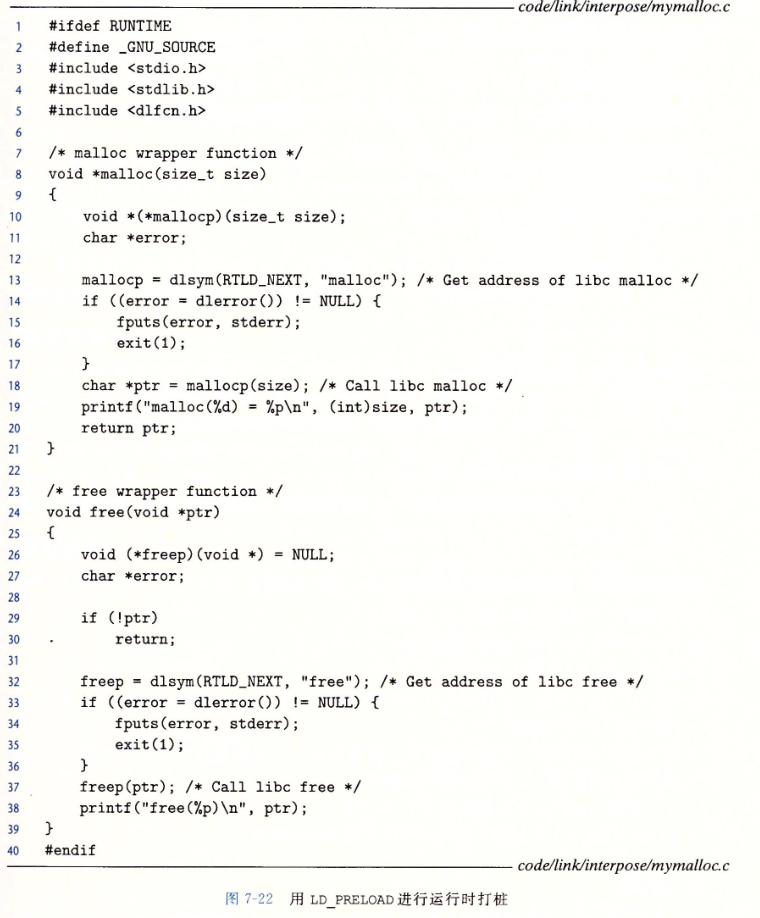 code/link/interpose/mymalloc.c
1 #ifdef RUNTIME
2 #define _GNU_SOURCE
3 #include <stdio.h>
4 #include <stdlib.h>
5 #include <dlfcn.h>
6
7 /* malloc wrapper function */
8 void *malloc(size_t size)
9 {
10     void *(*mallocp)(size_t size);
11     char *error;
12
13     mallocp = dlsym(RTLD_NEXT, "malloc"); /* Get address of libc malloc */
14     if ((error = dlerror()) != NULL) {
15         fputs(error, stderr);
16         exit(1);
17     }
18     char *ptr = mallocp(size); /* Call libc malloc */
19     printf("malloc(%d) = %p\n", (int)size, ptr);
20     return ptr;
21 }
22
23 /* free wrapper function */
24 void free(void *ptr)
25 {
26     void (*freep)(void *) = NULL;
27     char *error;
28
29     if (!ptr)
30         return;
31
32     freep = dlsym(RTLD_NEXT, "free"); /* Get address of libc free */
33     if ((error = dlerror()) != NULL) {
34         fputs(error, stderr);
35         exit(1);
36     }
37     freep(ptr); /* Call libc free */
38     printf("free(%p)\n", ptr);
39 }
40 #endif
code/link/interpose/mymalloc.c
图 7-22 用 LD_PRELOAD 进行运行时打桩